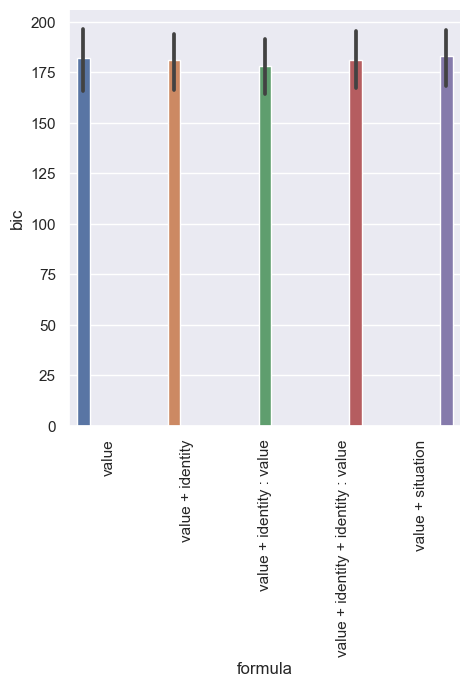 200
175
150
125
100
75
50
25
0
bic
value
value + identity
value + identity : value
value + identity + identity : value
value + situation
formula